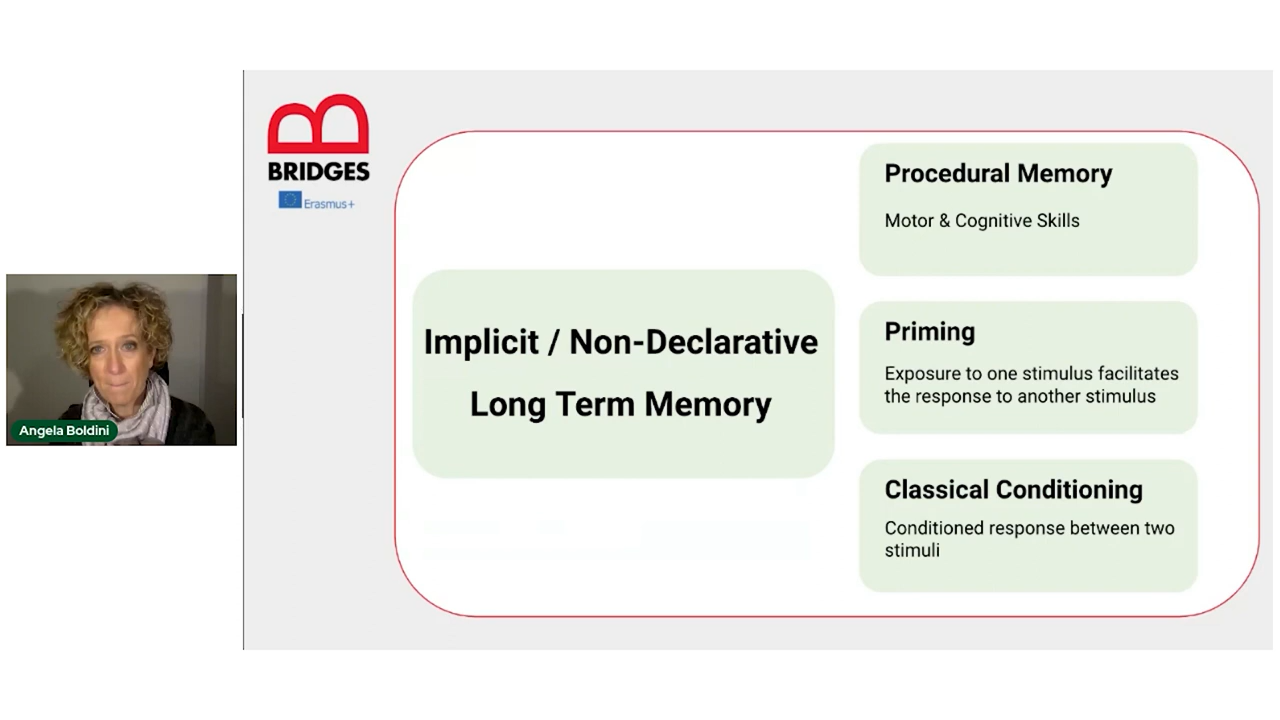 BRIDGES
Erasmus+
Angela Boldini
Implicit / Non-Declarative
Long Term Memory
Procedural Memory
Motor & Cognitive Skills
Priming
Exposure to one stimulus facilitates
the response to another stimulus
Classical Conditioning
Conditioned response between two
stimuli